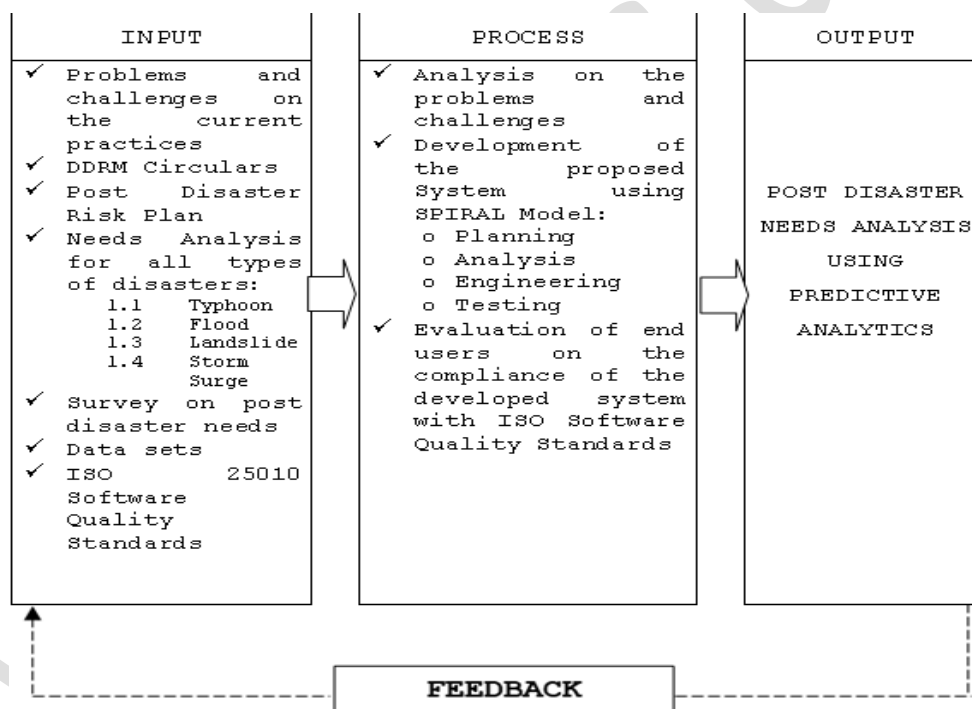 INPUT
✓ Problems and
challenges on
the current
practices
✓ DDRM Circulars
✓ Post Disaster
Risk Plan
✓ Needs Analysis
for all types
of disasters:
1.1 Typhoon
1.2 Flood
1.3 Landslide
1.4 Storm
Surge
✓ Survey on post
disaster needs
✓ Data sets
✓ ISO 25010
Software
Quality
Standards
PROCESS
✓ Analysis on the
problems and
challenges
✓ Development of
the proposed
System using
SPIRAL Model:
o Planning
o Analysis
o Engineering
o Testing
✓ Evaluation of end
users on the
compliance of the
developed system
with ISO Software
Quality Standards
OUTPUT
POST DISASTER
NEEDS ANALYSIS
USING
PREDICTIVE
ANALYTICS
FEEDBACK